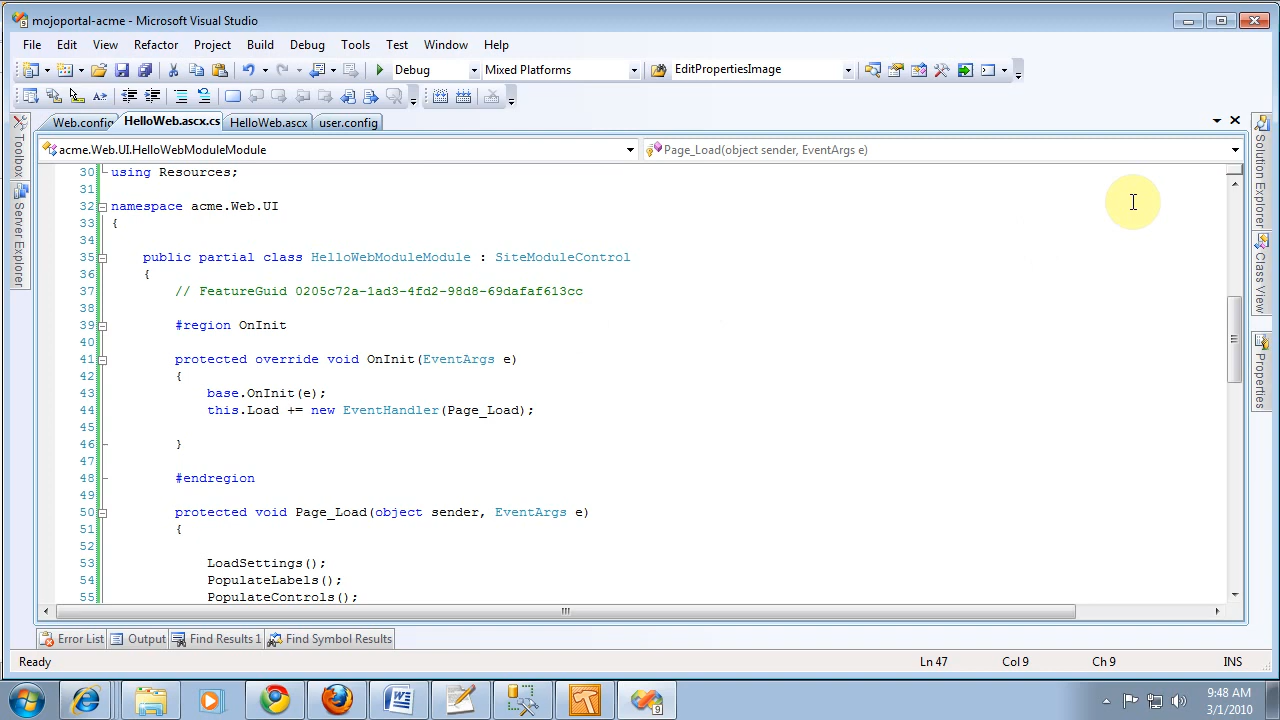 mojoportal-acme - Microsoft Visual Studio
File Edit View Refactor Project Build Debug Tools Test Window Help
Debug Mixed Platforms EditPropertiesImage
Web.config HelloWeb.ascx.cs HelloWeb.ascx user.config
acme.Web.UI.HelloWebModuleModule Page_Load(object sender, EventArgs e)
Toolbox
Server Explorer
Solution Explorer
Class View
Properties
30 using Resources;
31
32 namespace acme.Web.UI
33 {
34
35 public partial class HelloWebModuleModule : SiteModuleControl
36 {
37 // FeatureGuid 0205c72a-1ad3-4fd2-98d8-69dafaf613cc
38
39 #region OnInit
40
41 protected override void OnInit(EventArgs e)
42 {
43 base.OnInit(e);
44 this.Load += new EventHandler(Page_Load);
45
46 }
47
48 #endregion
49
50 protected void Page_Load(object sender, EventArgs e)
51 {
52
53 LoadSettings();
54 PopulateLabels();
55 PopulateControls();
Error List Output Find Results 1 Find Symbol Results
Ready Ln 47 Col 9 Ch 9 INS
9:48 AM
3/1/2010